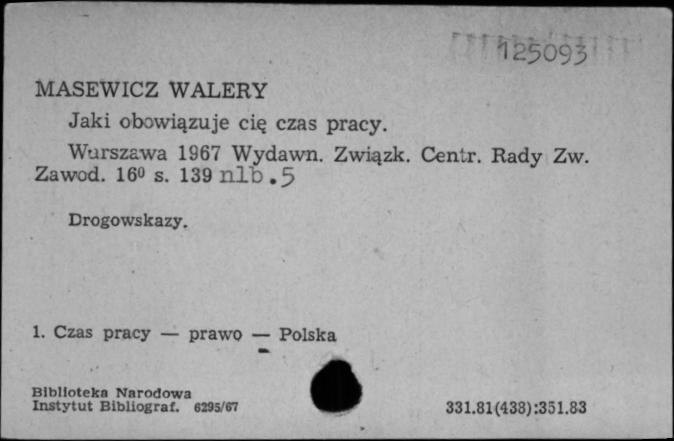 125093
MASEWICZ WALERY
Jaki obowiązuje cię czas pracy.
Warszawa 1967 Wydawn. Związk. Centr. Rady Zw.
Zawod. 16⁰ s. 139 nlb. 5
Drogowskazy.
1. Czas pracy — prawo — Polska
Biblioteka Narodowa
Instytut Bibliograf. 6295/67
331.81(438):351.83